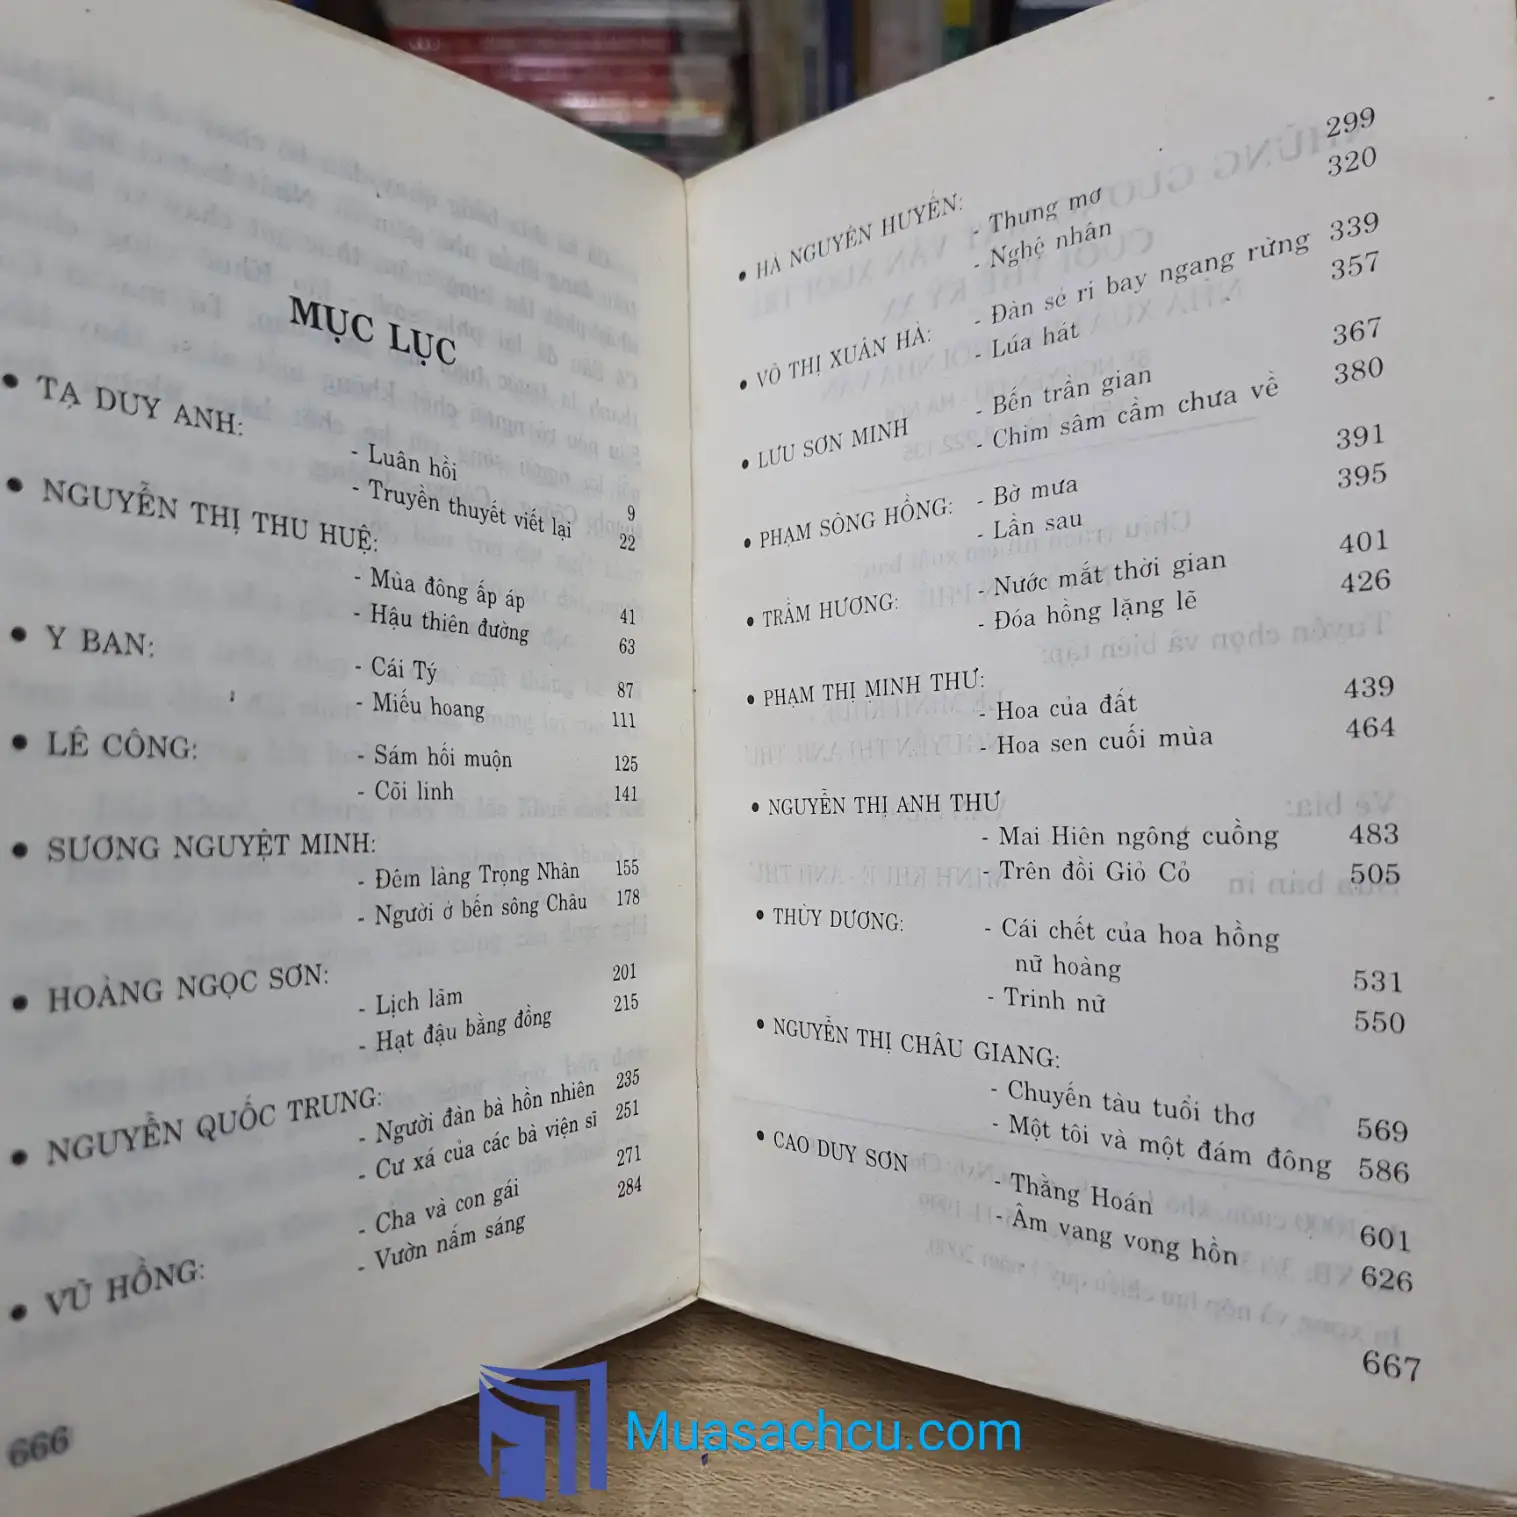 MỤC LỤC
• TẠ DUY ANH:
- Luân hồi 9
- Truyền thuyết viết lại 22
• NGUYỄN THỊ THU HUỆ:
- Mùa đông ấp áp 41
- Hậu thiên đường 63
• Y BAN:
- Cái Tý 87
- Miếu hoang 111
• LÊ CÔNG:
- Sám hối muộn 125
- Cõi linh 141
• SƯƠNG NGUYỆT MINH:
- Đêm làng Trọng Nhân 155
- Người ở bến sông Châu 178
• HOÀNG NGỌC SƠN:
- Lịch lãm 201
- Hạt đậu bằng đồng 215
• NGUYỄN QUỐC TRUNG:
- Người đàn bà hồn nhiên 235
- Cư xá của các bà viện sĩ 251
• VŨ HỒNG:
- Cha và con gái 271
- Vườn nấm sáng 284
666
• HÀ NGUYÊN HUYẾN:
- Thung mơ 299
- Nghệ nhân 320
• VÕ THỊ XUÂN HÀ:
- Đàn sẻ ri bay ngang rừng 339
- Lúa hát 357
• LƯU SƠN MINH
- Bến trần gian 367
- Chim sâm cầm chưa về 380
• PHẠM SÔNG HỒNG:
- Bờ mưa 391
- Lần sau 395
• TRẦM HƯƠNG:
- Nước mắt thời gian 401
- Đóa hồng lặng lẽ 426
• PHẠM THỊ MINH THƯ:
- Hoa của đất 439
- Hoa sen cuối mùa 464
• NGUYỄN THỊ ANH THƯ
- Mai Hiên ngông cuồng 483
- Trên đồi Giỏ Cỏ 505
• THÙY DƯƠNG:
- Cái chết của hoa hồng
nữ hoàng 531
- Trinh nữ 550
• NGUYỄN THỊ CHÂU GIANG:
- Chuyến tàu tuổi thơ 569
- Một tôi và một đám đông 586
• CAO DUY SƠN
- Thằng Hoán 601
- Âm vang vong hồn 626
667
Muasachcu.com